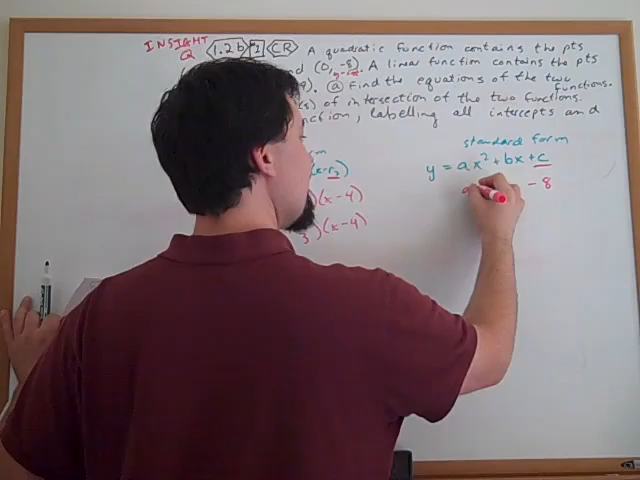 INSIGHT Q 1.2b #1 CR A quadratic function contains the pts
(0, -8). A linear function contains the pts
9). (a) Find the equations of the two functions.
(s) of intersection of the two functions.
nction, labelling all intercepts and
standard form
y = ax² + bx + c
- 8
(x-r₂)
)(x-4)
3)(x-4)